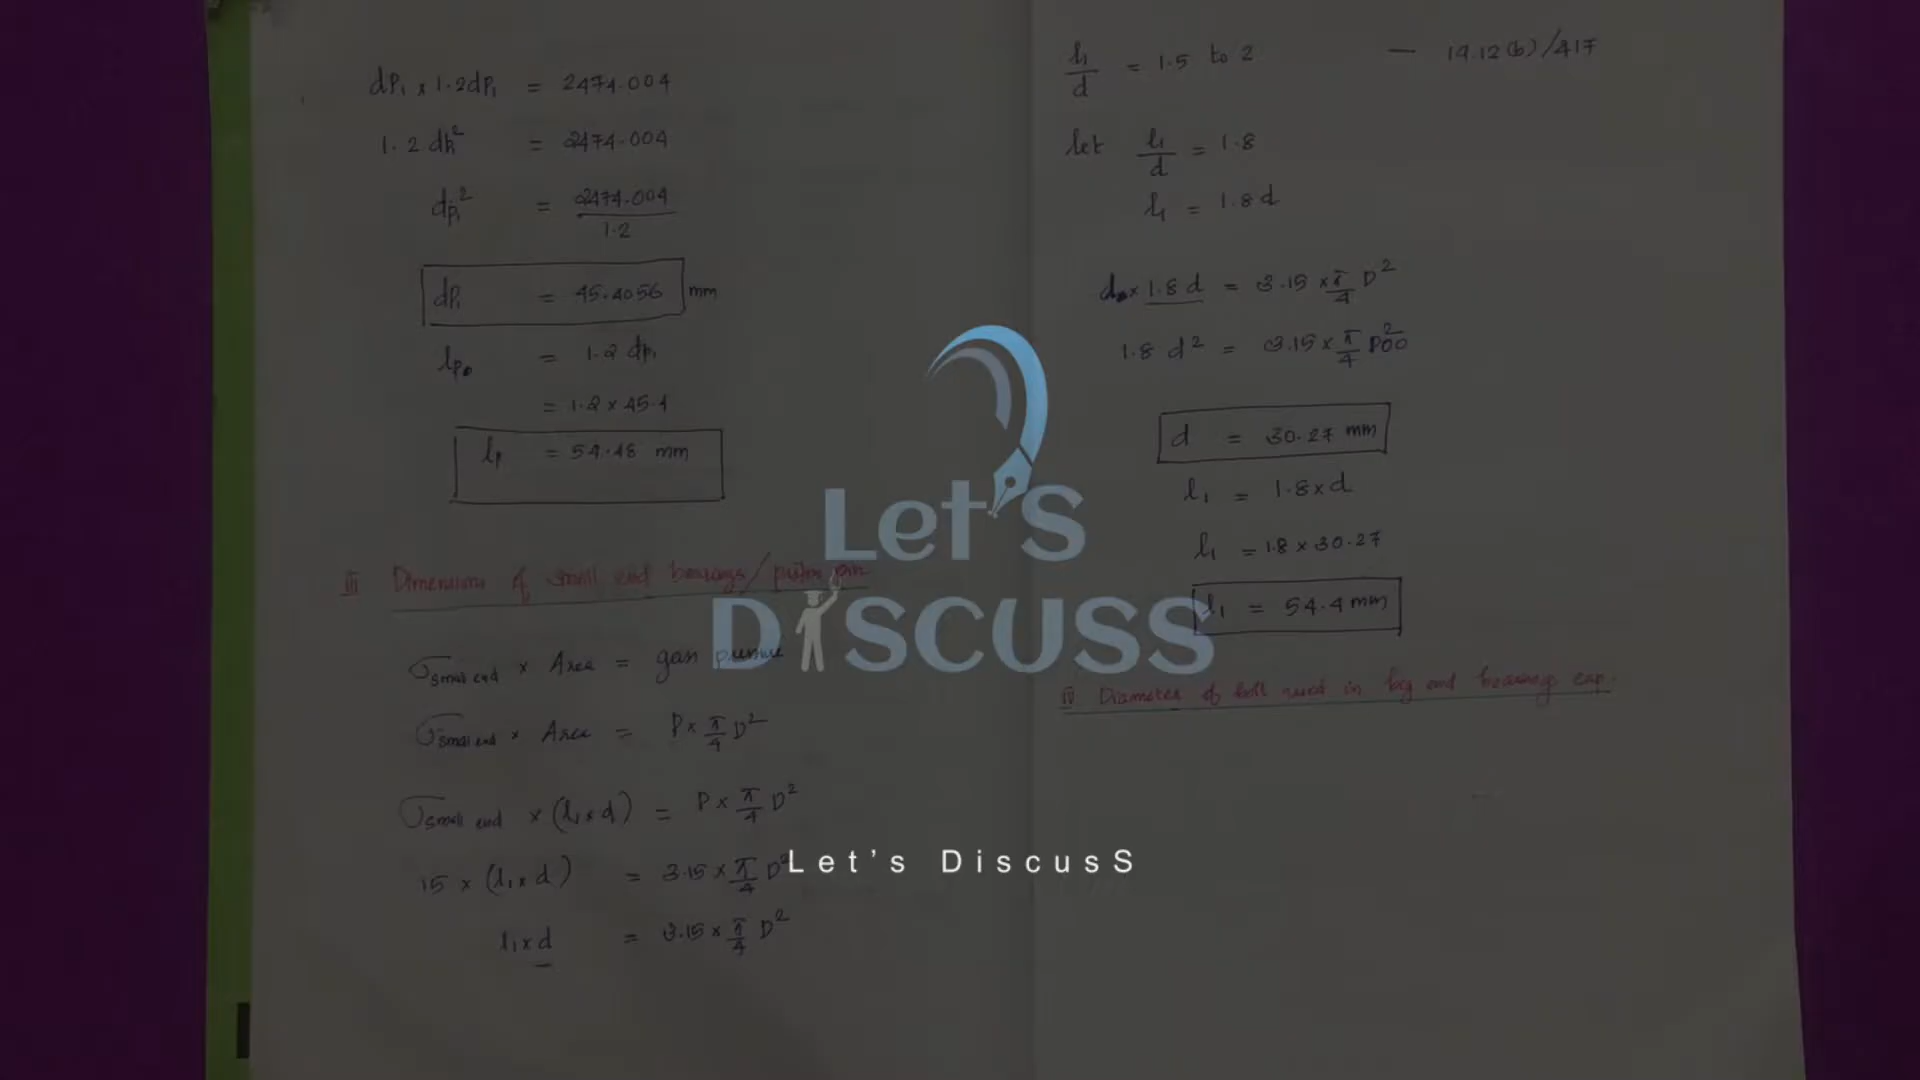 dp₁ × 1.2dp₁ = 2474.004
1.2 dp₁² = 2474.004
dp₁² = 2474.004 / 1.2
dp₁ = 45.4056 mm
lp = 1.2 dp₁
= 1.2 × 45.4
lp = 54.48 mm
III Dimensions of small end bearings / piston pin
σsmall end × Area = gas pressure
σsmall end × Area = P × π/4 D²
σsmall end × (l₁ × d) = P × π/4 D²
15 × (l₁ × d) = 3.15 × π/4 D²
l₁ × d = 3.15 × π/4 D²
l₁/d = 1.5 to 2 — 19.12(b)/417
let l₁/d = 1.8
l₁ = 1.8 d
d × 1.8 d = 3.15 × π/4 D²
1.8 d² = 3.15 × π/4
d = 30.27 mm
l₁ = 1.8 × d
l₁ = 1.8 × 30.27
l₁ = 54.4 mm
IV Diameter of bolt used in big end bearing cap.
Let'S
DiSCUSS
Let's DiscusS